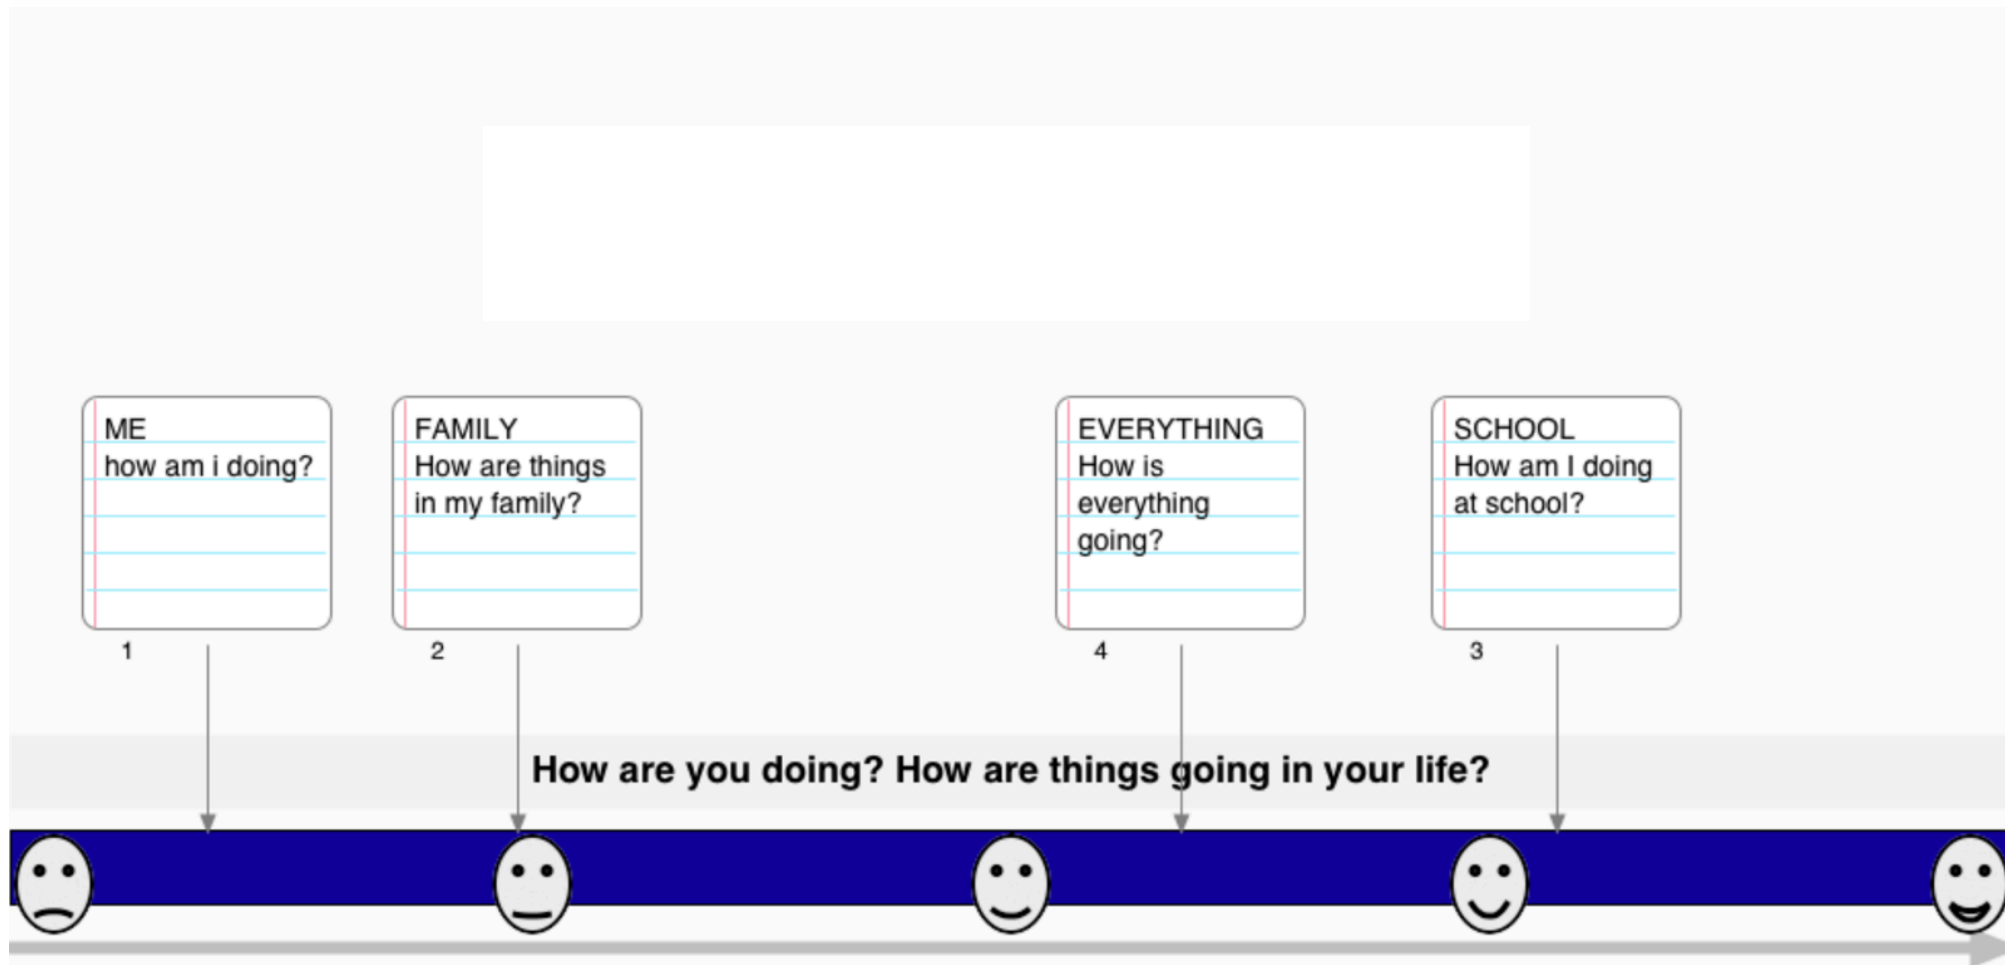 ME
how am i doing?
1
FAMILY
How are things
in my family?
2
EVERYTHING
How is
everything
going?
4
SCHOOL
How am I doing
at school?
3
How are you doing? How are things going in your life?